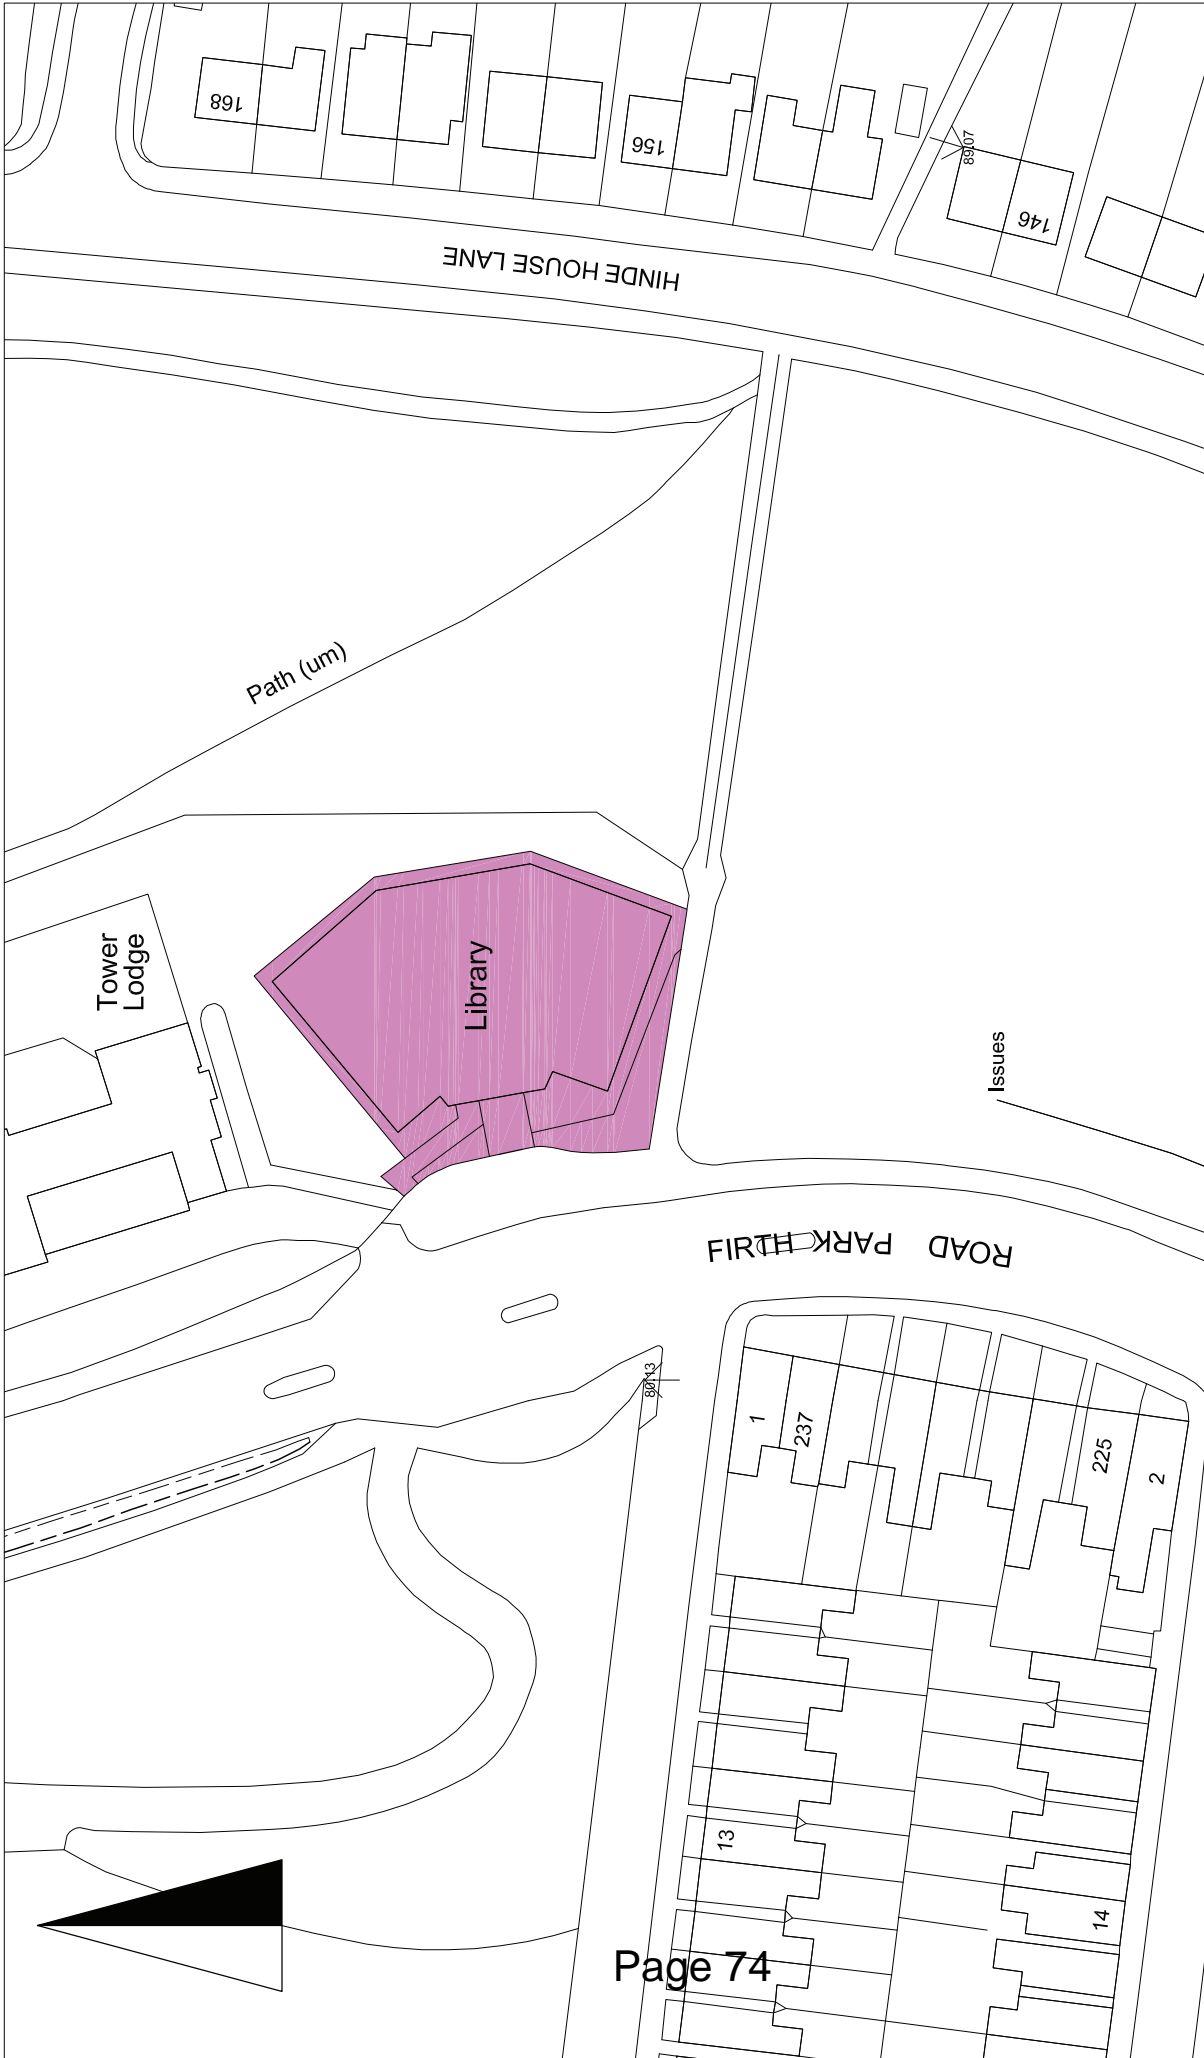 168
156
89.07
146
HINDE HOUSE LANE
Path (um)
Tower
Lodge
Library
Issues
FIRTH PARK ROAD
80.13
1
237
225
2
13
14
Page 74